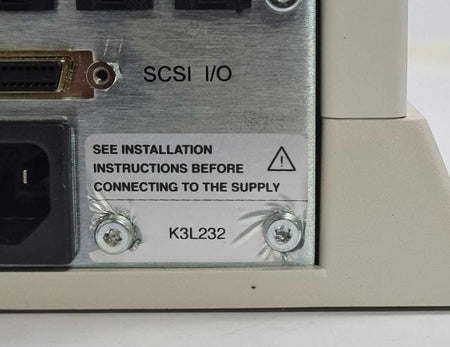 SCSI I/O
SEE INSTALLATION
INSTRUCTIONS BEFORE
CONNECTING TO THE SUPPLY
K3L232